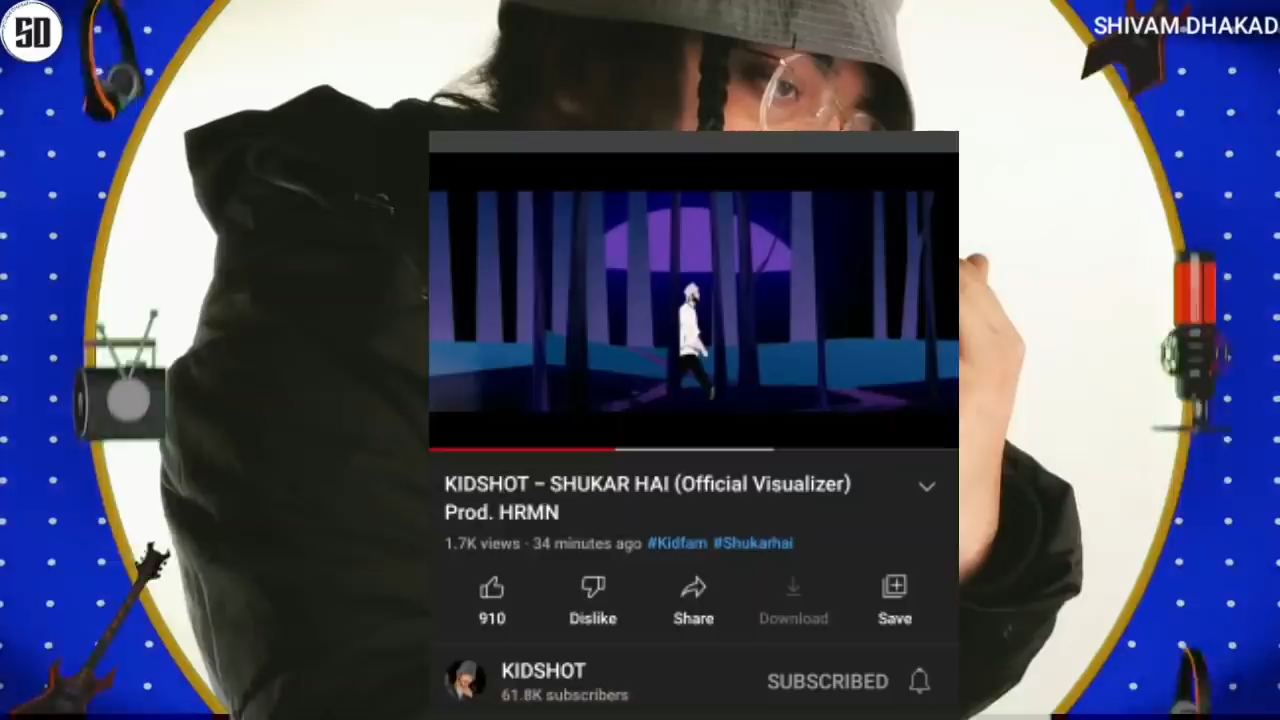 SD
SHIVAM DHAKAD
KIDSHOT – SHUKAR HAI (Official Visualizer)
Prod. HRMN
1.7K views · 34 minutes ago #Kidfam #Shukarhai
910 Dislike Share Download Save
KIDSHOT
61.8K subscribers
SUBSCRIBED